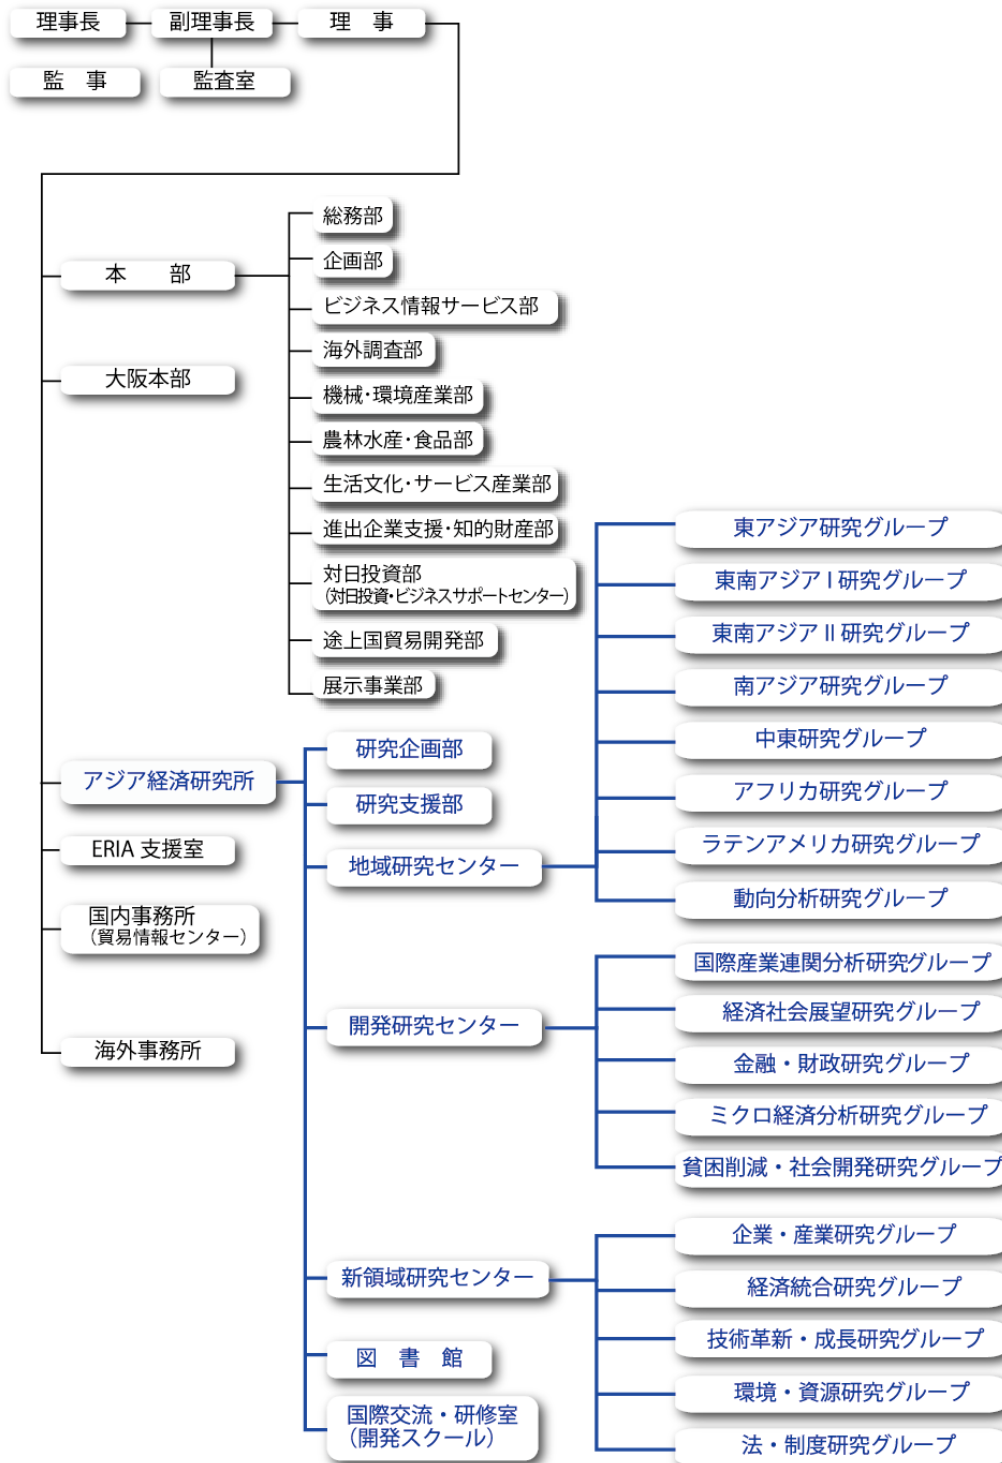 理事長
副理事長
理　事
監　事
監査室
本　　部
総務部
企画部
ビジネス情報サービス部
海外調査部
機械・環境産業部
農林水産・食品部
生活文化・サービス産業部
進出企業支援・知的財産部
対日投資部
（対日投資・ビジネスサポートセンター）
途上国貿易開発部
展示事業部
大阪本部
アジア経済研究所
研究企画部
研究支援部
地域研究センター
東アジア研究グループ
東南アジア I 研究グループ
東南アジア II 研究グループ
南アジア研究グループ
中東研究グループ
アフリカ研究グループ
ラテンアメリカ研究グループ
動向分析研究グループ
開発研究センター
国際産業連関分析研究グループ
経済社会展望研究グループ
金融・財政研究グループ
ミクロ経済分析研究グループ
貧困削減・社会開発研究グループ
新領域研究センター
企業・産業研究グループ
経済統合研究グループ
技術革新・成長研究グループ
環境・資源研究グループ
法・制度研究グループ
図　書　館
国際交流・研修室
（開発スクール）
ERIA 支援室
国内事務所
（貿易情報センター）
海外事務所